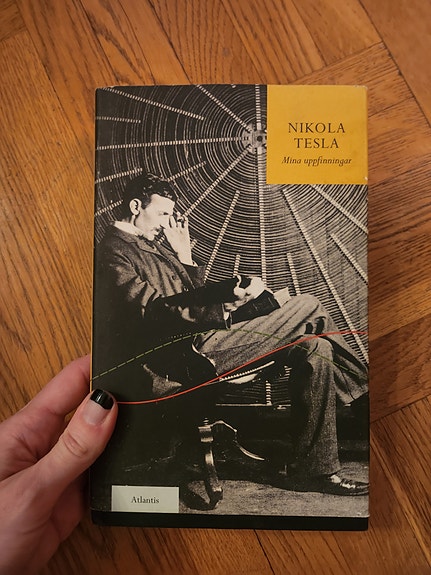 NIKOLA
TESLA
Mina uppfinningar
Atlantis